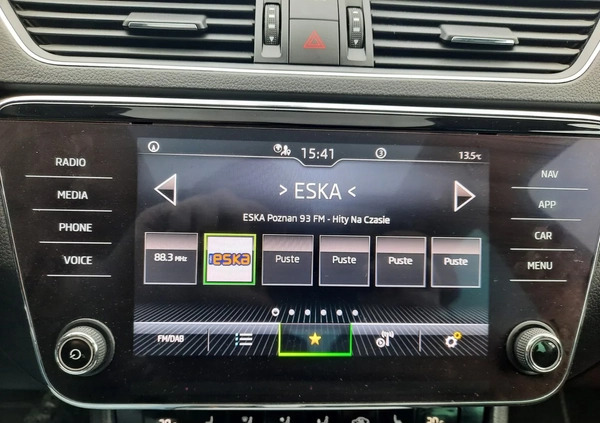 RADIO
MEDIA
PHONE
VOICE
15:41
3
13.5°C
> ESKA <
ESKA Poznan 93 FM - Hity Na Czasie
88.3 MHz
eska
Puste
Puste
Puste
Puste
FM/DAB
NAV
APP
CAR
MENU